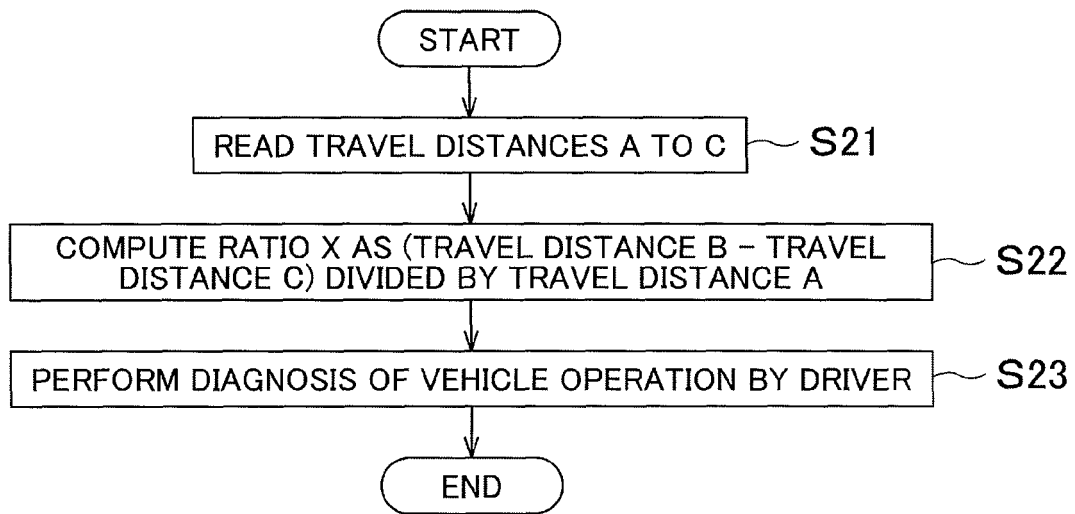 START
READ TRAVEL DISTANCES A TO C
S21
COMPUTE RATIO X AS (TRAVEL DISTANCE B – TRAVEL
DISTANCE C) DIVIDED BY TRAVEL DISTANCE A
S22
PERFORM DIAGNOSIS OF VEHICLE OPERATION BY DRIVER
S23
END